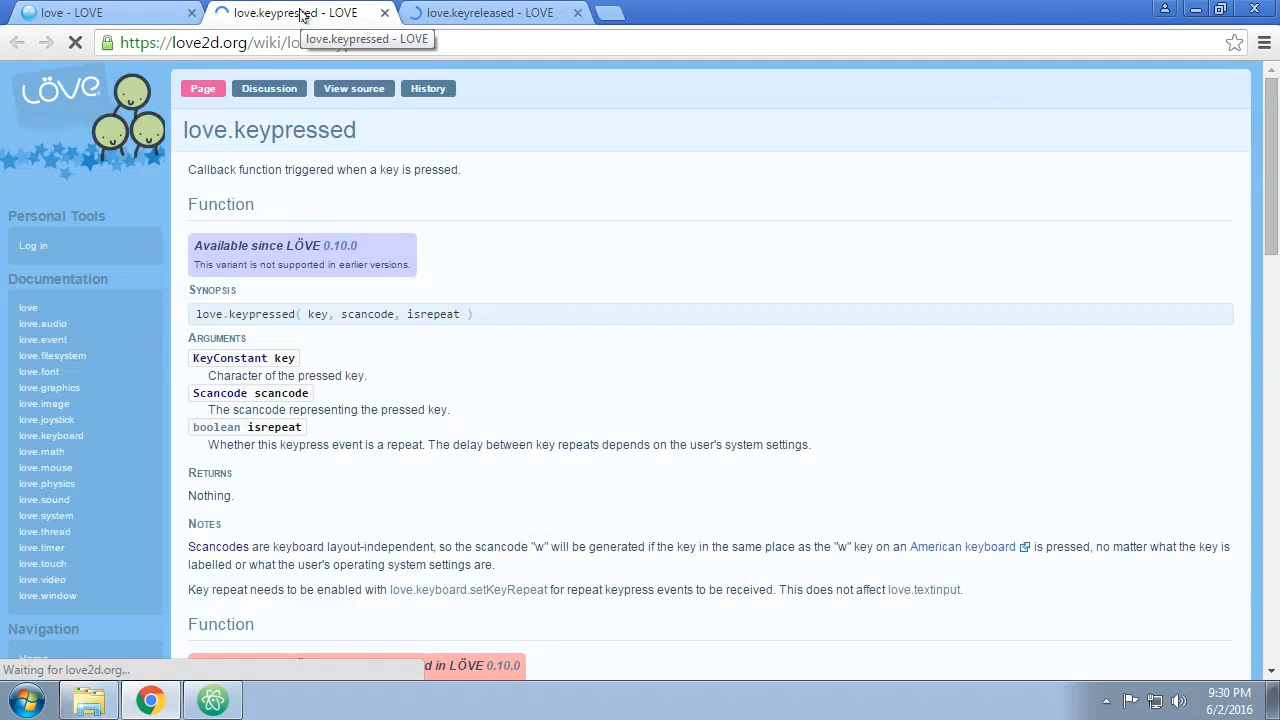 love - LOVE
love.keypressed - LOVE
love.keyreleased - LOVE
https://love2d.org/wiki/lo
love.keypressed - LOVE
LÖVE
Page
Discussion
View source
History
love.keypressed
Callback function triggered when a key is pressed.
Function
Available since LÖVE 0.10.0
This variant is not supported in earlier versions.
SYNOPSIS
love.keypressed( key, scancode, isrepeat )
ARGUMENTS
KeyConstant key
Character of the pressed key.
Scancode scancode
The scancode representing the pressed key.
boolean isrepeat
Whether this keypress event is a repeat. The delay between key repeats depends on the user's system settings.
RETURNS
Nothing.
NOTES
Scancodes are keyboard layout-independent, so the scancode "w" will be generated if the key in the same place as the "w" key on an American keyboard is pressed, no matter what the key is
labelled or what the user's operating system settings are.
Key repeat needs to be enabled with love.keyboard.setKeyRepeat for repeat keypress events to be received. This does not affect love.textinput.
Function
d in LÖVE 0.10.0
Personal Tools
Log in
Documentation
love
love.audio
love.event
love.filesystem
love.font
love.graphics
love.image
love.joystick
love.keyboard
love.math
love.mouse
love.physics
love.sound
love.system
love.thread
love.timer
love.touch
love.video
love.window
Navigation
Home
Waiting for love2d.org...
9:30 PM
6/2/2016